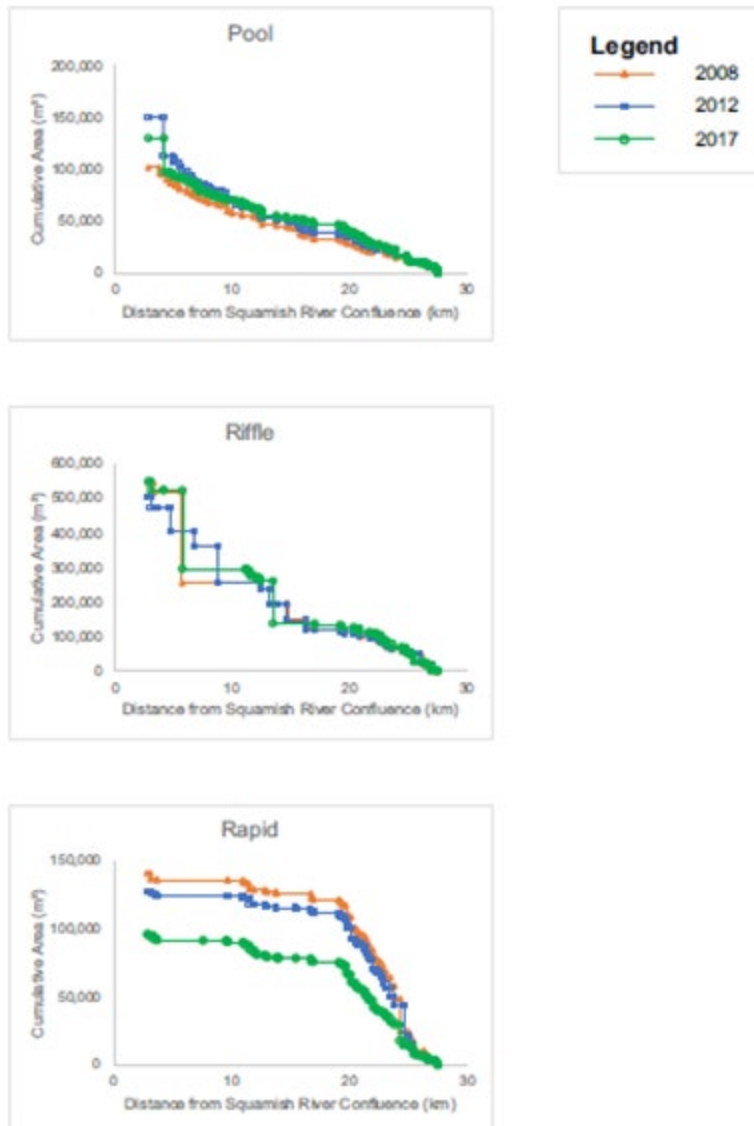 Pool
200,000
150,000
100,000
50,000
0
Cumulative Area (m²)
0 10 20 30
Distance from Squamish River Confluence (km)
Legend
2008
2012
2017
Riffle
600,000
500,000
400,000
300,000
200,000
100,000
0
Cumulative Area (m²)
0 10 20 30
Distance from Squamish River Confluence (km)
Rapid
150,000
100,000
50,000
0
Cumulative Area (m²)
0 10 20 30
Distance from Squamish River Confluence (km)